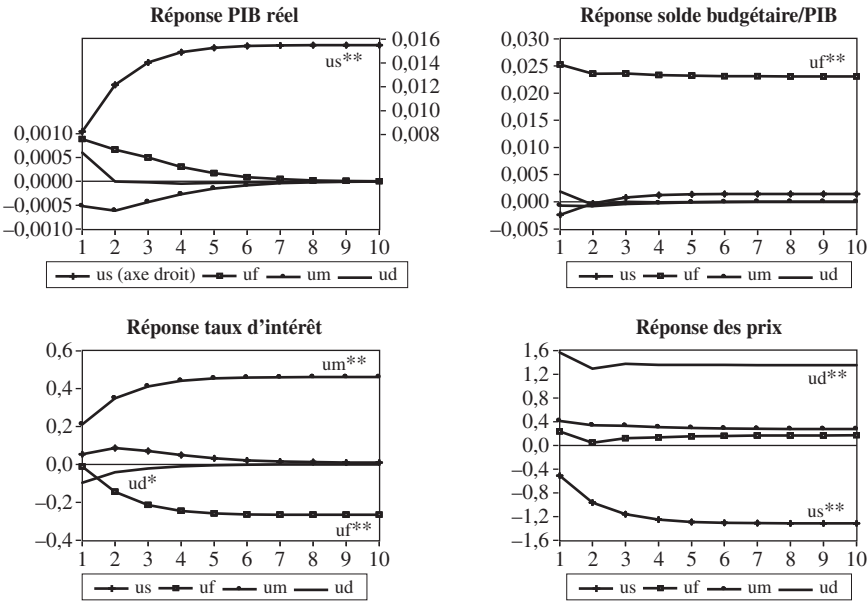 Réponse PIB réel
0,016
0,014
us**
0,012
0,010
0,0010
0,008
0,0005
0,0000
−0,0005
−0,0010
1 2 3 4 5 6 7 8 9 10
us (axe droit) uf um ud
Réponse solde budgétaire/PIB
0,030
uf**
0,025
0,020
0,015
0,010
0,005
0,000
−0,005
1 2 3 4 5 6 7 8 9 10
us uf um ud
Réponse taux d'intérêt
0,6
um**
0,4
0,2
0,0
ud*
−0,2
uf**
−0,4
1 2 3 4 5 6 7 8 9 10
us uf um ud
Réponse des prix
1,6
1,2
ud**
0,8
0,4
0,0
−0,4
−0,8
us**
−1,2
−1,6
1 2 3 4 5 6 7 8 9 10
us uf um ud